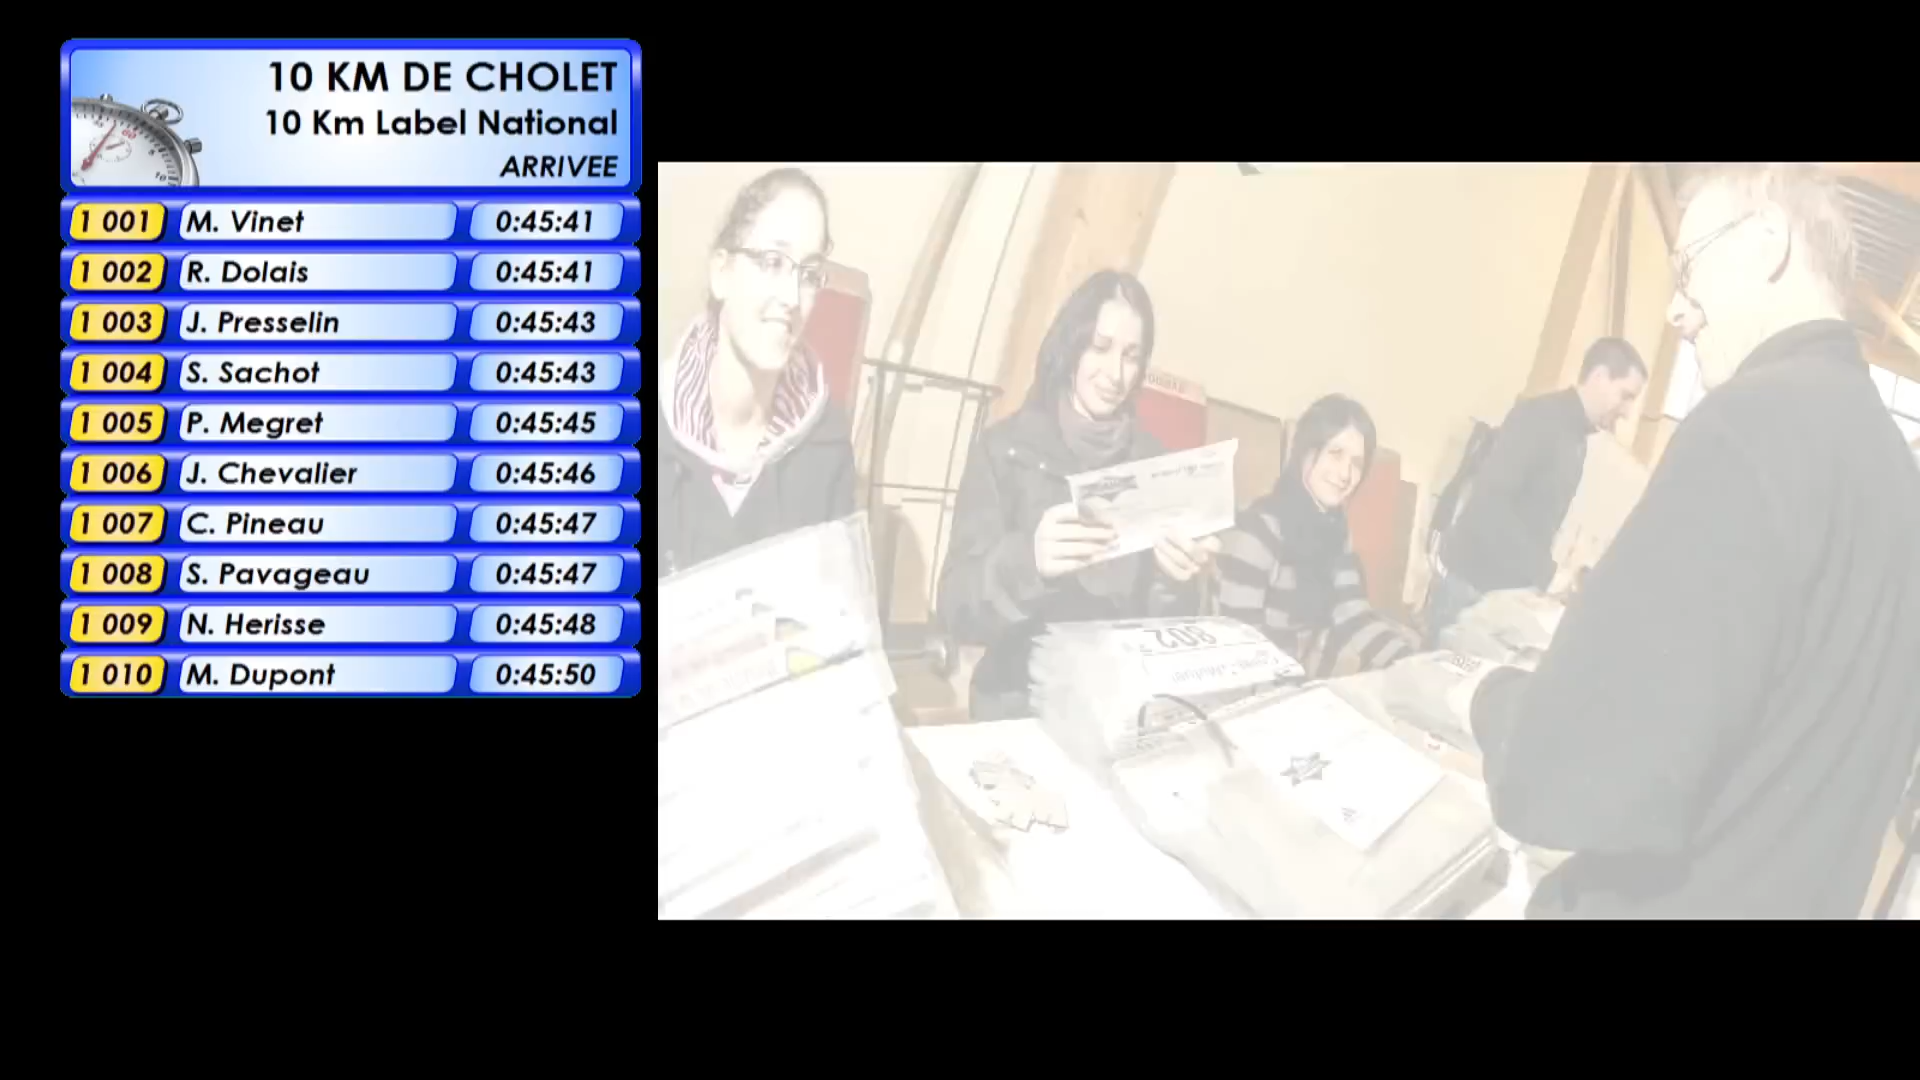 10 KM DE CHOLET
10 Km Label National
ARRIVEE
1 001 M. Vinet 0:45:41
1 002 R. Dolais 0:45:41
1 003 J. Presselin 0:45:43
1 004 S. Sachot 0:45:43
1 005 P. Megret 0:45:45
1 006 J. Chevalier 0:45:46
1 007 C. Pineau 0:45:47
1 008 S. Pavageau 0:45:47
1 009 N. Herisse 0:45:48
1 010 M. Dupont 0:45:50
802